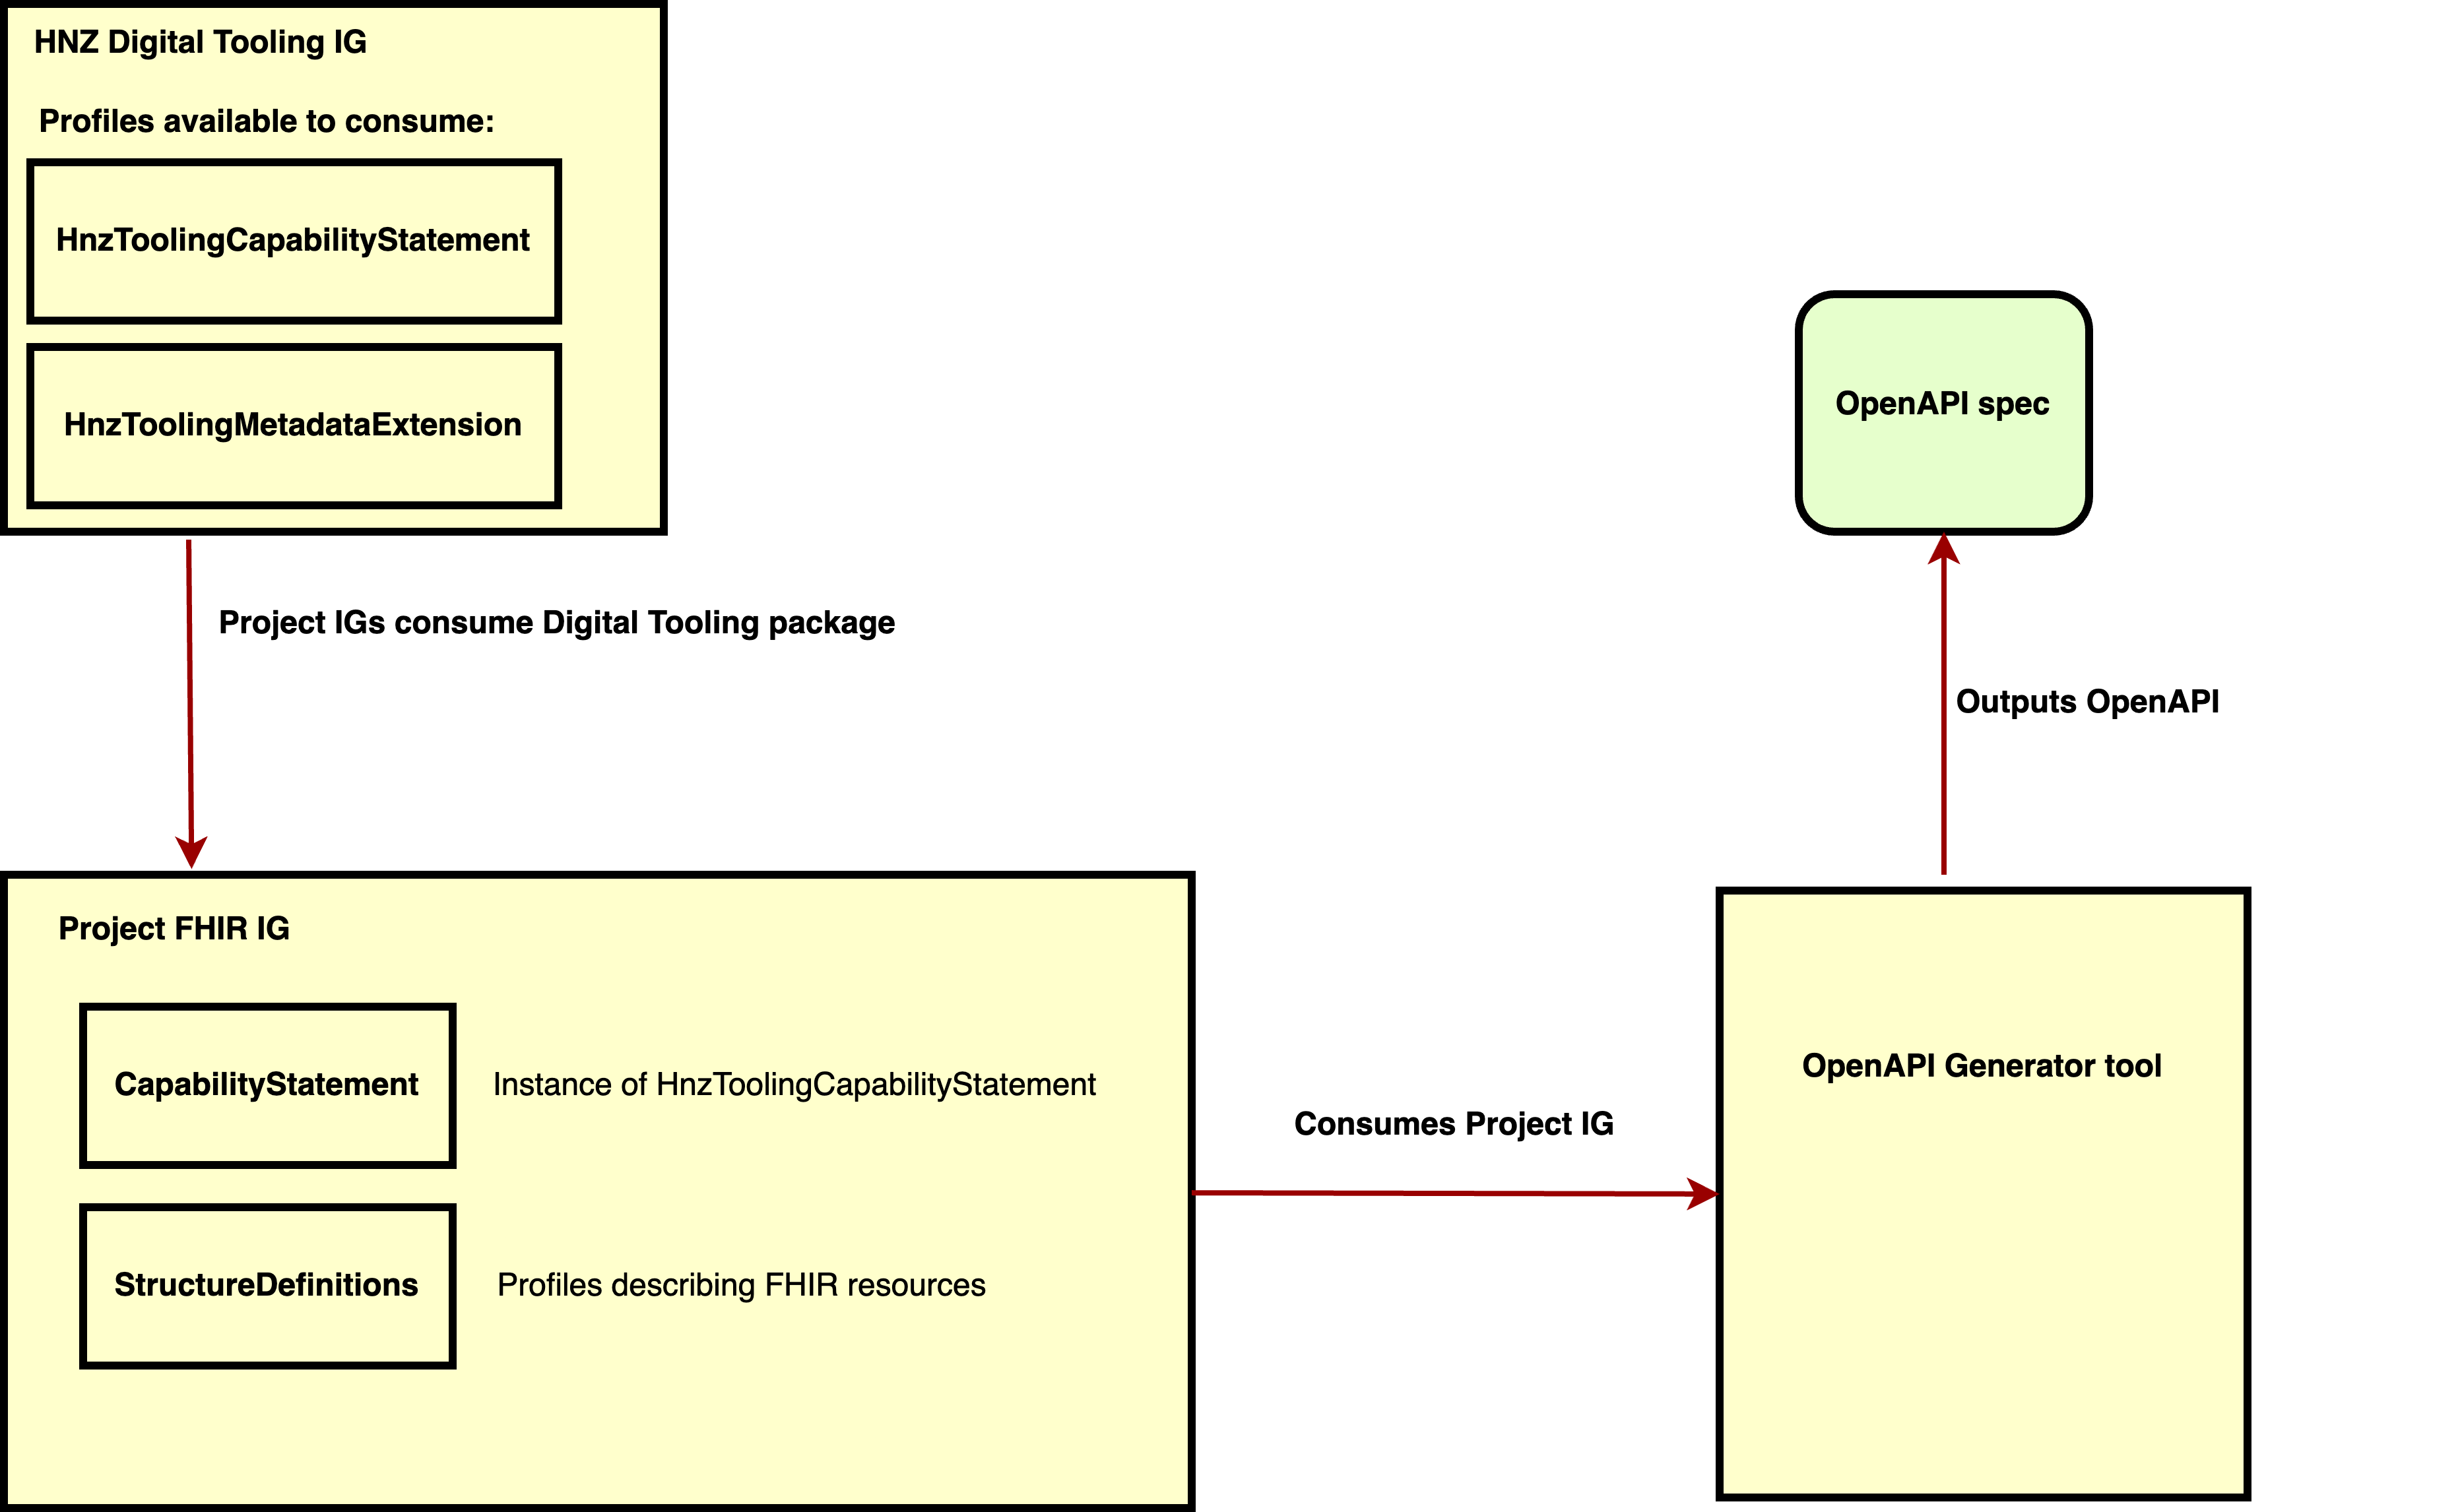 HNZ Digital Tooling IG
Profiles available to consume:
HnzToolingCapabilityStatement
HnzToolingMetadataExtension
Project IGs consume Digital Tooling package
OpenAPI spec
Outputs OpenAPI
Project FHIR IG
CapabilityStatement
Instance of HnzToolingCapabilityStatement
StructureDefinitions
Profiles describing FHIR resources
Consumes Project IG
OpenAPI Generator tool